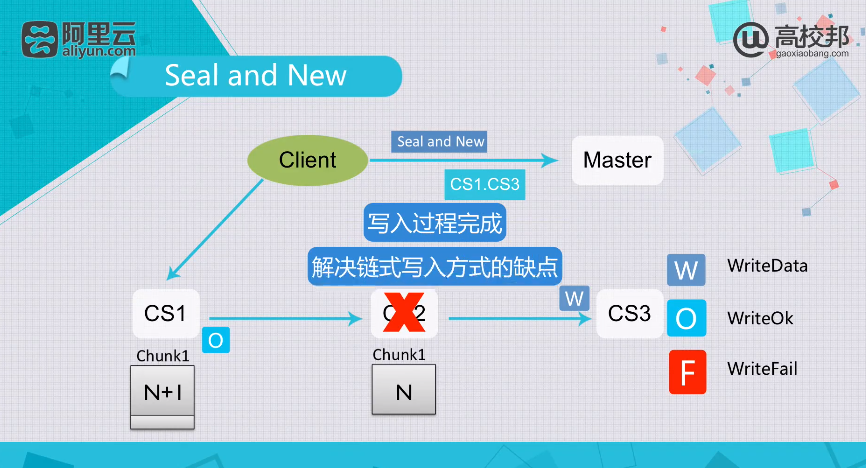 阿里云
aliyun.com
高校邦
gaoxiaobang.com
Seal and New
Seal and New
Client
Master
CS1.CS3
写入过程完成
解决链式写入方式的缺点
W WriteData
CS1
W
CS3
O WriteOk
O
Chunk1
Chunk1
F WriteFail
N+1
N